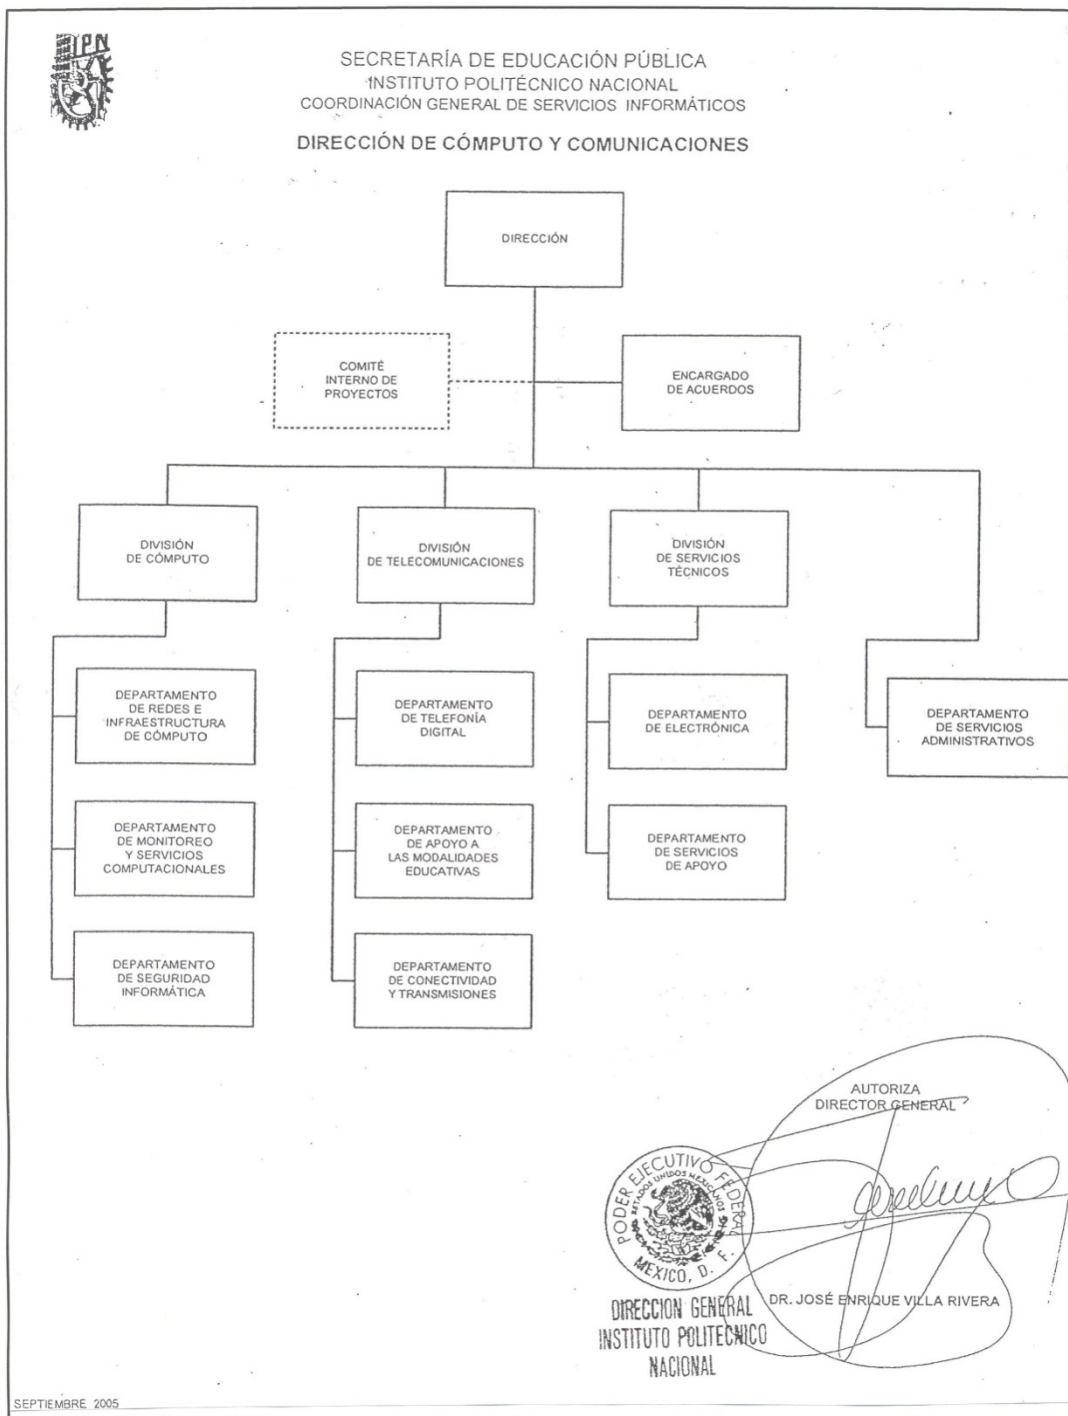 IPN
SECRETARÍA DE EDUCACIÓN PÚBLICA
INSTITUTO POLITÉCNICO NACIONAL
COORDINACIÓN GENERAL DE SERVICIOS INFORMÁTICOS
DIRECCIÓN DE CÓMPUTO Y COMUNICACIONES
DIRECCIÓN
COMITÉ
INTERNO DE
PROYECTOS
ENCARGADO
DE ACUERDOS
DIVISIÓN
DE CÓMPUTO
DIVISIÓN
DE TELECOMUNICACIONES
DIVISIÓN
DE SERVICIOS
TÉCNICOS
DEPARTAMENTO
DE REDES E
INFRAESTRUCTURA
DE CÓMPUTO
DEPARTAMENTO
DE TELEFONÍA
DIGITAL
DEPARTAMENTO
DE ELECTRÓNICA
DEPARTAMENTO
DE SERVICIOS
ADMINISTRATIVOS
DEPARTAMENTO
DE MONITOREO
Y SERVICIOS
COMPUTACIONALES
DEPARTAMENTO
DE APOYO A
LAS MODALIDADES
EDUCATIVAS
DEPARTAMENTO
DE SERVICIOS
DE APOYO
DEPARTAMENTO
DE SEGURIDAD
INFORMÁTICA
DEPARTAMENTO
DE CONECTIVIDAD
Y TRANSMISIONES
AUTORIZA
DIRECTOR GENERAL
PODER EJECUTIVO FEDERAL
ESTADOS UNIDOS MEXICANOS
MEXICO, D. F.
DIRECCION GENERAL
INSTITUTO POLITECNICO
NACIONAL
DR. JOSÉ ENRIQUE VILLA RIVERA
SEPTIEMBRE 2005